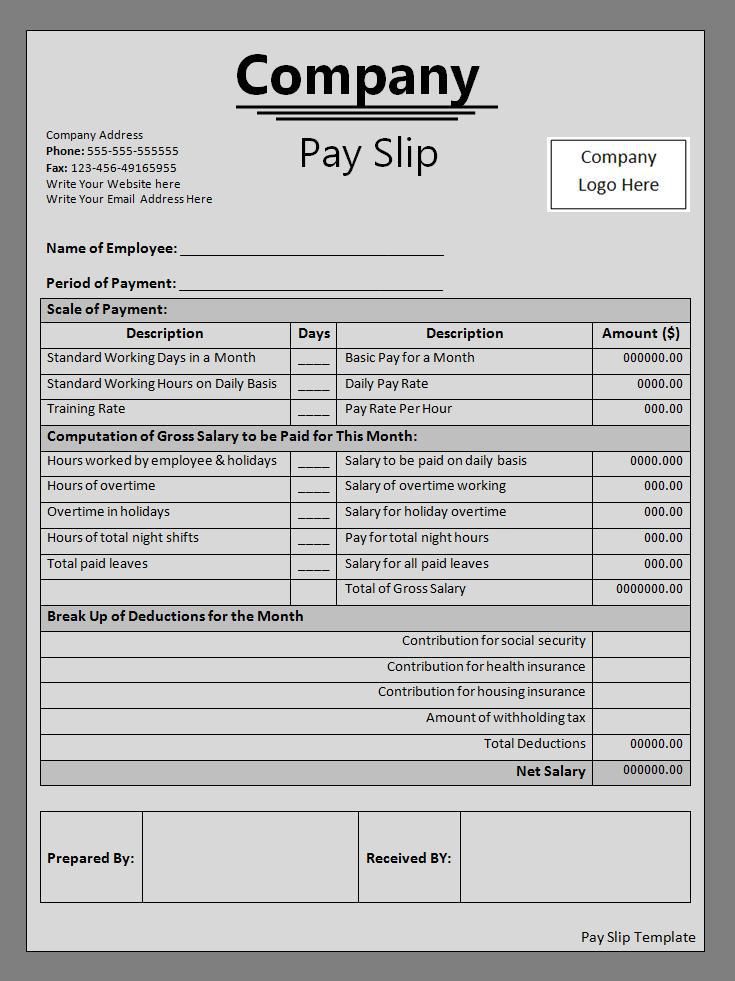 Company
Pay Slip
Company Address
Phone: 555-555-555555
Fax: 123-456-49165955
Write Your Website here
Write Your Email Address Here
Company
Logo Here
Name of Employee: ____________________________________
Period of Payment: ____________________________________
Scale of Payment:
Description Days Description Amount ($)
Standard Working Days in a Month ____ Basic Pay for a Month 000000.00
Standard Working Hours on Daily Basis ____ Daily Pay Rate 0000.00
Training Rate ____ Pay Rate Per Hour 000.00
Computation of Gross Salary to be Paid for This Month:
Hours worked by employee & holidays ____ Salary to be paid on daily basis 0000.000
Hours of overtime ____ Salary of overtime working 000.00
Overtime in holidays ____ Salary for holiday overtime 000.00
Hours of total night shifts ____ Pay for total night hours 000.00
Total paid leaves ____ Salary for all paid leaves 000.00
Total of Gross Salary 0000000.00
Break Up of Deductions for the Month
Contribution for social security
Contribution for health insurance
Contribution for housing insurance
Amount of withholding tax
Total Deductions 00000.00
Net Salary 000000.00
Prepared By: Received BY:
Pay Slip Template